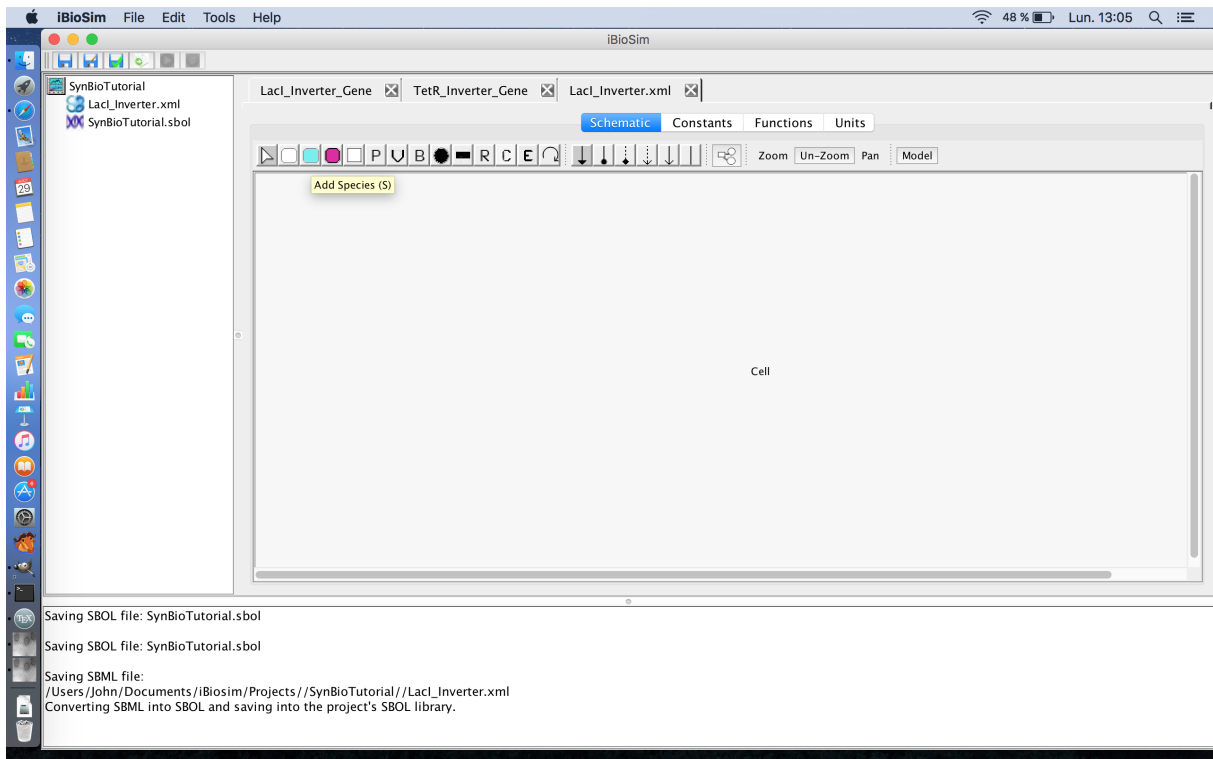 iBioSim File Edit Tools Help 48 % Lun. 13:05
iBioSim
SynBioTutorial
LacI_Inverter.xml
SynBioTutorial.sbol
LacI_Inverter_Gene TetR_Inverter_Gene LacI_Inverter.xml
Schematic Constants Functions Units
P V B R C E Zoom Un-Zoom Pan Model
Add Species (S)
Cell
29
Saving SBOL file: SynBioTutorial.sbol
Saving SBOL file: SynBioTutorial.sbol
Saving SBML file:
/Users/John/Documents/iBiosim/Projects//SynBioTutorial//LacI_Inverter.xml
Converting SBML into SBOL and saving into the project's SBOL library.
TEX